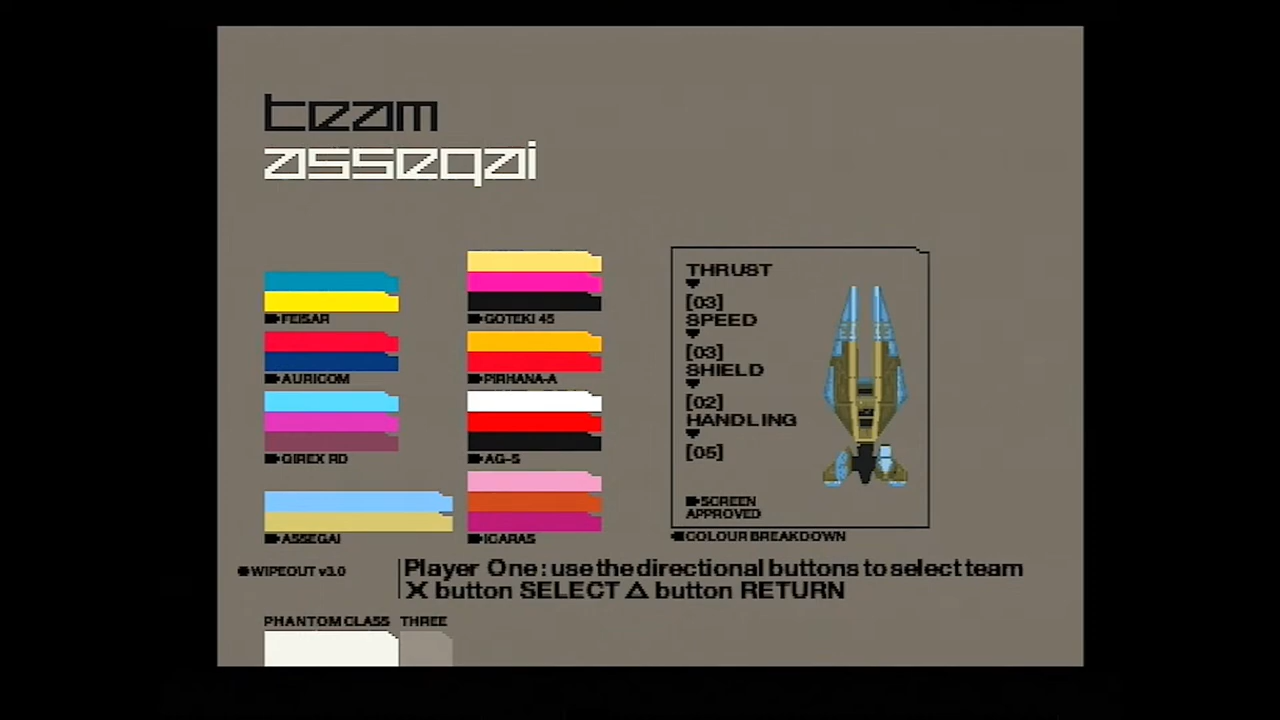 team
assegai
FEISAR
AURICOM
QIREX RD
ASSEGAI
GOTEKI 45
PIRHANA-A
AG-S
ICARAS
THRUST
[03]
SPEED
[03]
SHIELD
[02]
HANDLING
[05]
SCREEN
APPROVED
COLOUR BREAKDOWN
WIPEOUT v3.0
Player One : use the directional buttons to select team
X button SELECT △ button RETURN
PHANTOM CLASS THREE